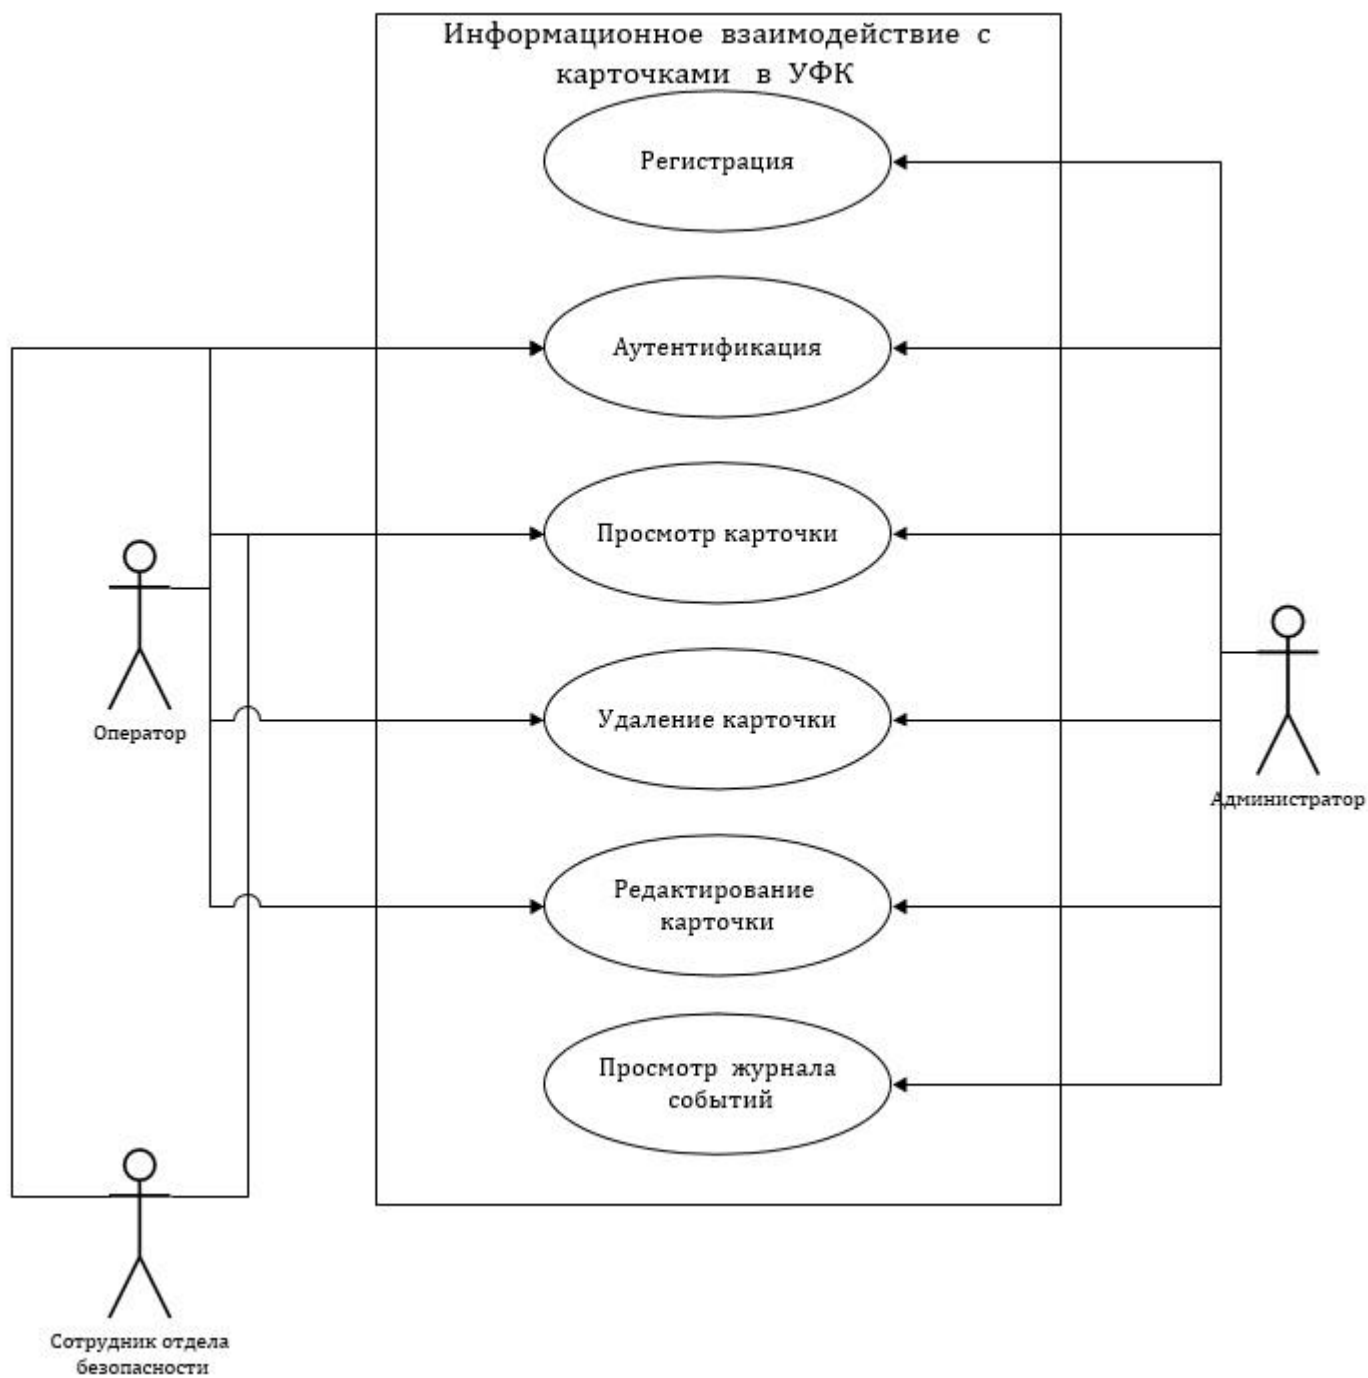 Информационное взаимодействие с
карточками в УФК
Регистрация
Аутентификация
Просмотр карточки
Оператор
Удаление карточки
Администратор
Редактирование
карточки
Просмотр журнала
событий
Сотрудник отдела
безопасности